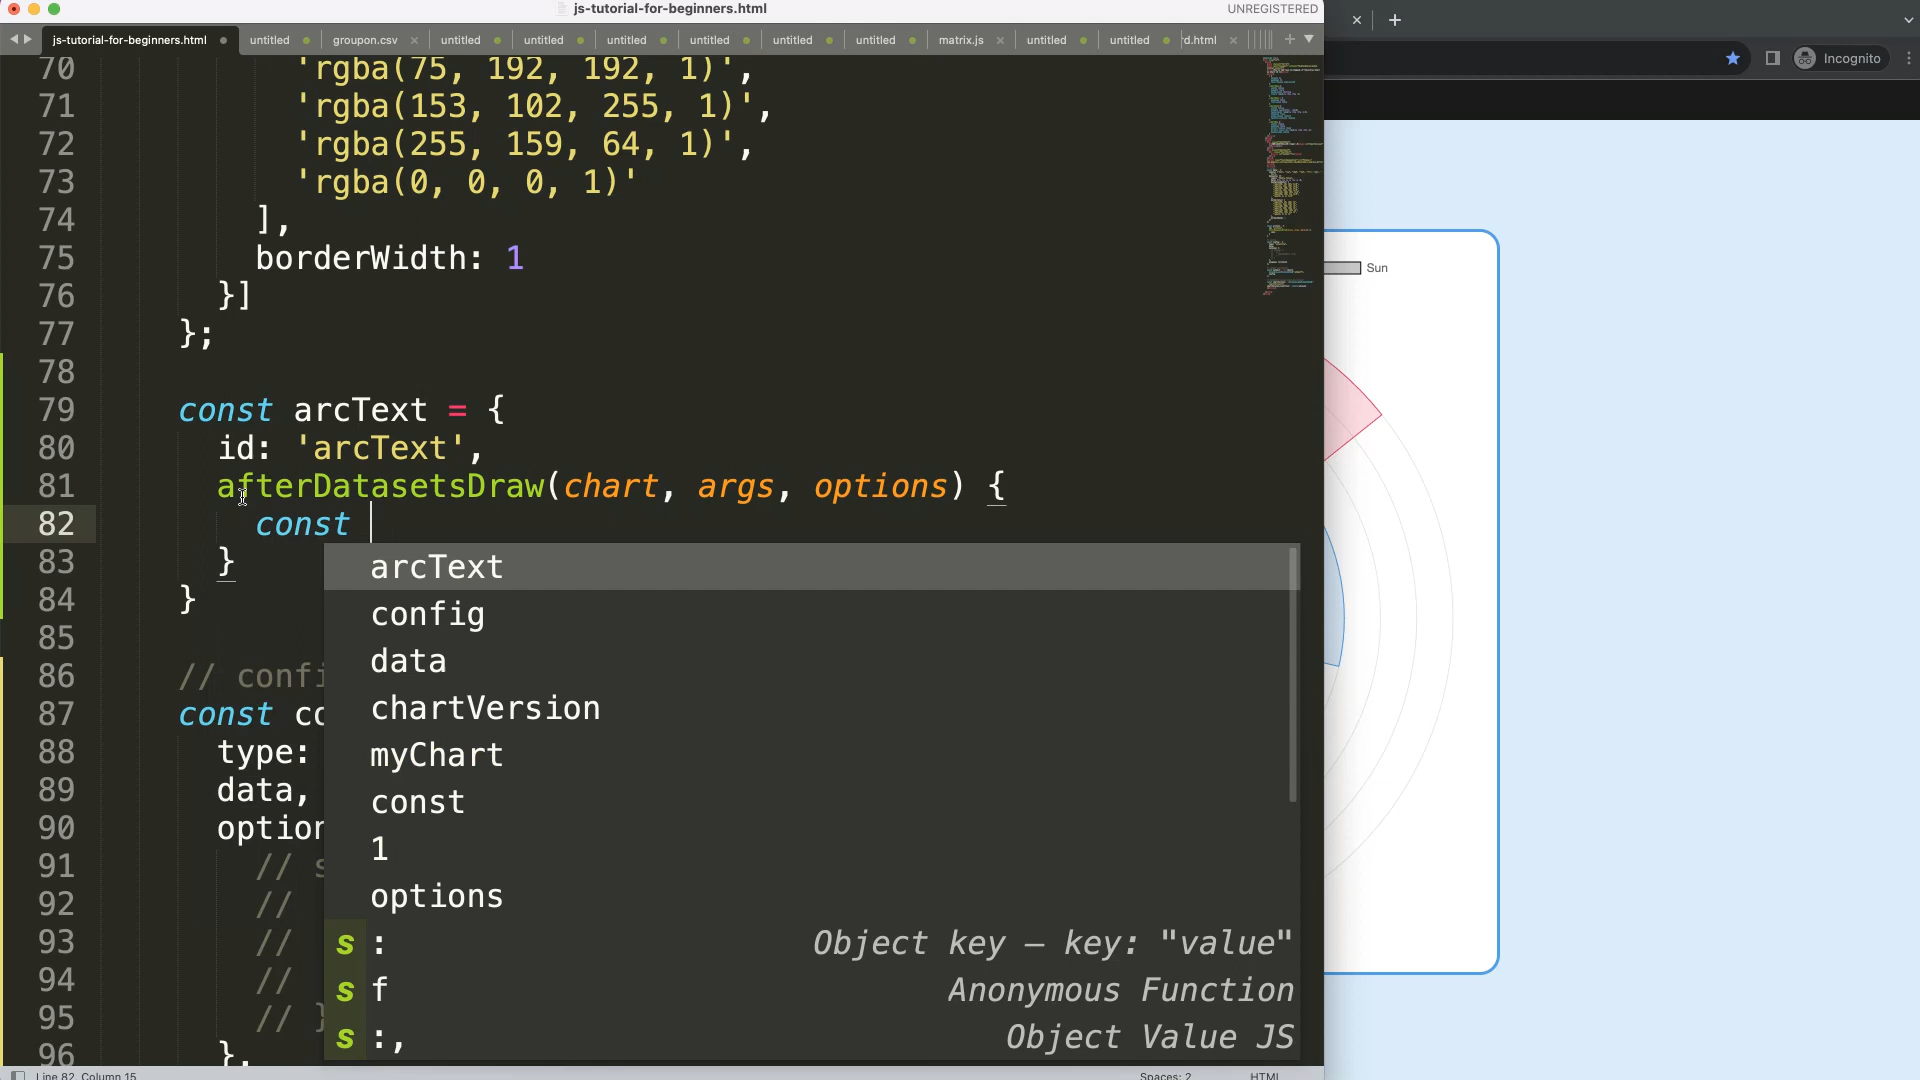 js-tutorial-for-beginners.html
UNREGISTERED
js-tutorial-for-beginners.html untitled groupon.csv untitled untitled untitled untitled untitled untitled matrix.js untitled untitled rd.html
Incognito
70 'rgba(75, 192, 192, 1)',
71 'rgba(153, 102, 255, 1)',
72 'rgba(255, 159, 64, 1)',
73 'rgba(0, 0, 0, 1)'
74 ],
75 borderWidth: 1
76 }]
77 };
78
79 const arcText = {
80 id: 'arcText',
81 afterDatasetsDraw(chart, args, options) {
82 const
83 }
84 }
85
86 // confi
87 const co
88 type:
89 data,
90 option
91 // s
92 //
93 //
94 //
95 // }
96 },
arcText
config
data
chartVersion
myChart
const
1
options
s : Object key — key: "value"
s f Anonymous Function
s :, Object Value JS
Sun
Line 82, Column 15
Spaces: 2
HTML